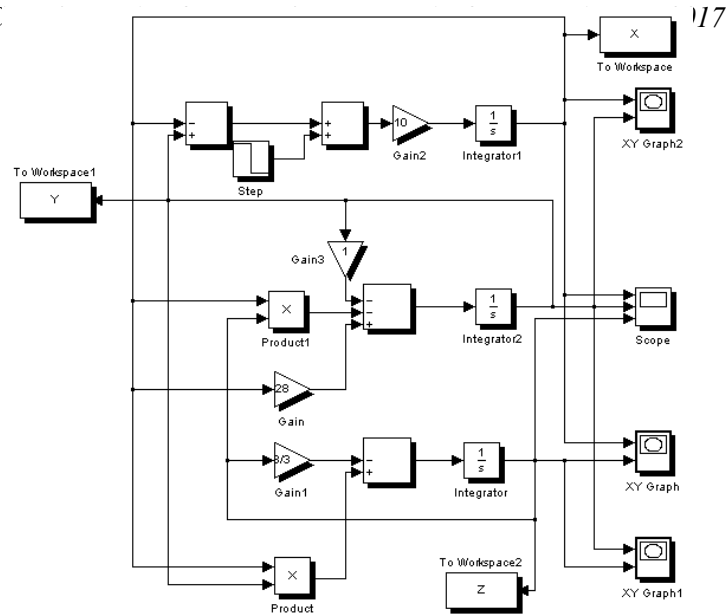 017
X
To Workspace
XY Graph2
−
+
+
+
10
Gain2
1
s
Integrator1
Step
To Workspace1
Y
1
Gain3
−
−
+
1
s
Integrator2
Scope
X
Product1
28
Gain
8/3
Gain1
−
+
1
s
Integrator
XY Graph
X
Product
To Workspace2
Z
XY Graph1